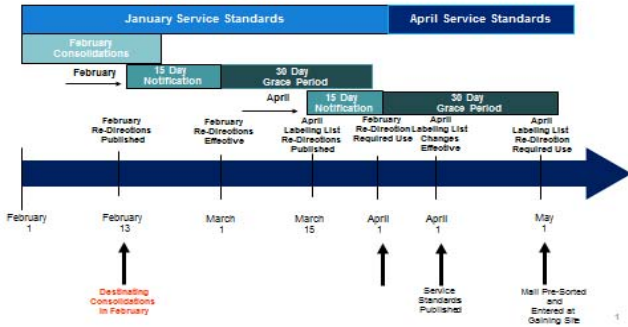 January Service Standards
April Service Standards
February
Consolidations
February
15 Day
Notification
30 Day
Grace Period
April
15 Day
Notification
30 Day
Grace Period
February
Re-Directions
Published
February
Re-Directions
Effective
April
Labeling List
Re-Directions
Published
February
Re-Direction
Required Use
April
Labeling List
Changes
Effective
April
Labeling List
Re-Direction
Required Use
February
1
February
13
March
1
March
15
April
1
April
1
May
1
Destinating
Consolidations
In February
Service
Standards
Published
Mail Pre-Sorted
and
Entered at
Gaining Site
1